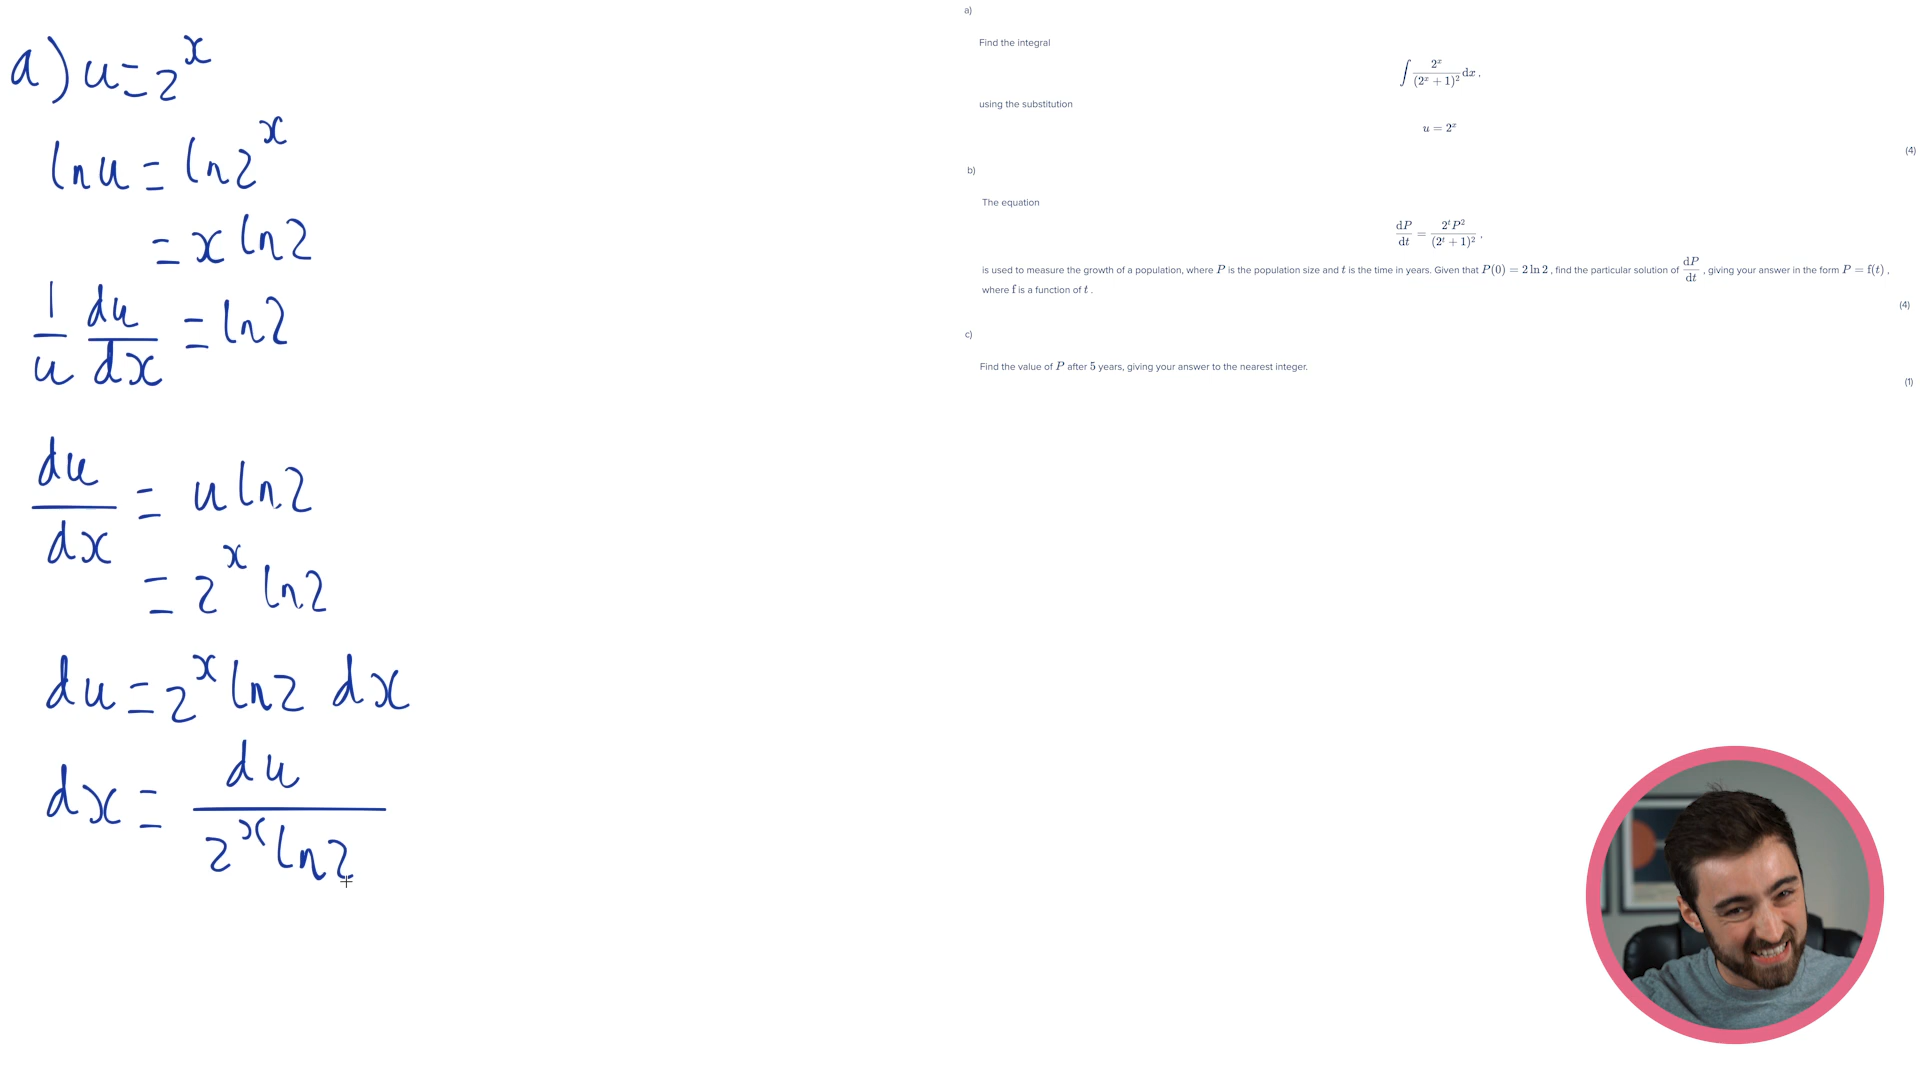 a) u = 2^x
ln u = ln 2^x
= x ln 2
1/u du/dx = ln 2
du/dx = u ln 2
= 2^x ln 2
du = 2^x ln 2 dx
dx = du/(2^x ln 2)
a)
Find the integral
∫ 2^x/(2^x + 1)^2 dx .
using the substitution
u = 2^x
(4)
b)
The equation
dP/dt = 2^t P^2/(2^t + 1)^2 .
is used to measure the growth of a population, where P is the population size and t is the time in years. Given that P(0) = 2 ln 2 , find the particular solution of dP/dt , giving your answer in the form P = f(t) ,
where f is a function of t .
(4)
c)
Find the value of P after 5 years, giving your answer to the nearest integer.
(1)